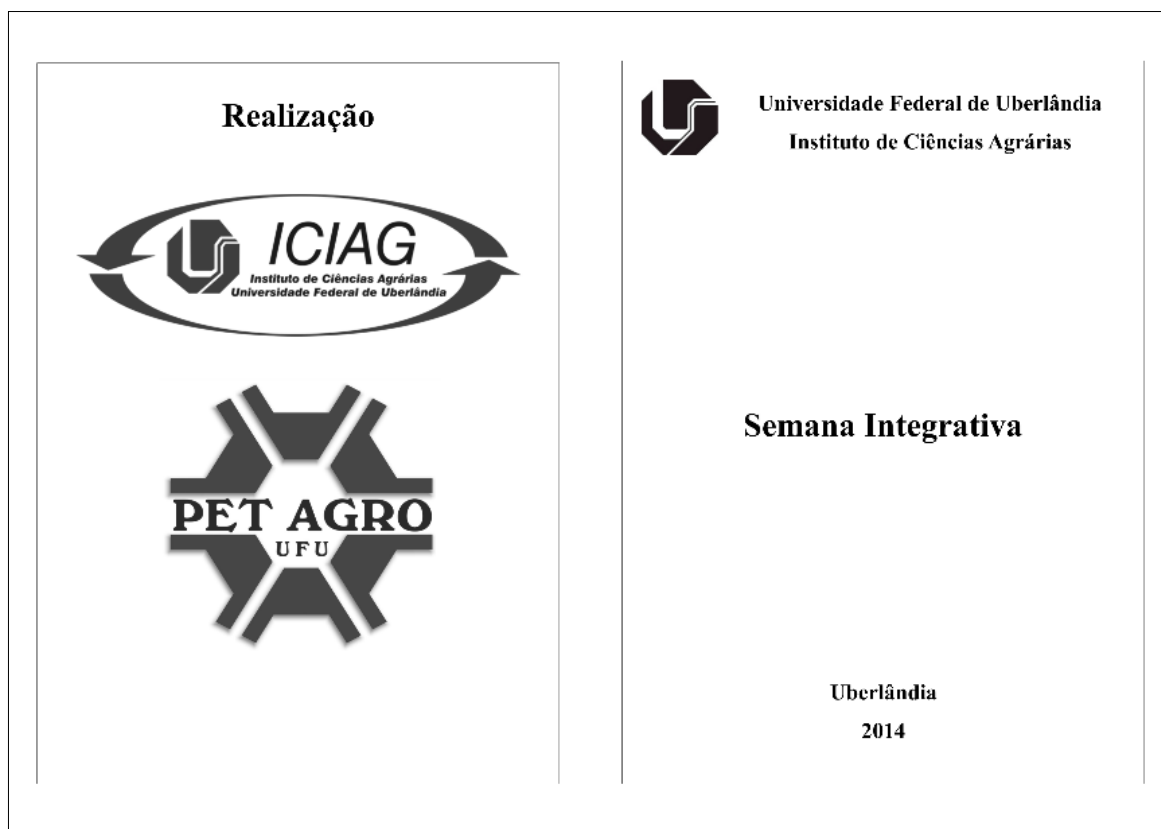 Realização
ICIAG
Instituto de Ciências Agrárias
Universidade Federal de Uberlândia
PET AGRO
UFU
Universidade Federal de Uberlândia
Instituto de Ciências Agrárias
Semana Integrativa
Uberlândia
2014